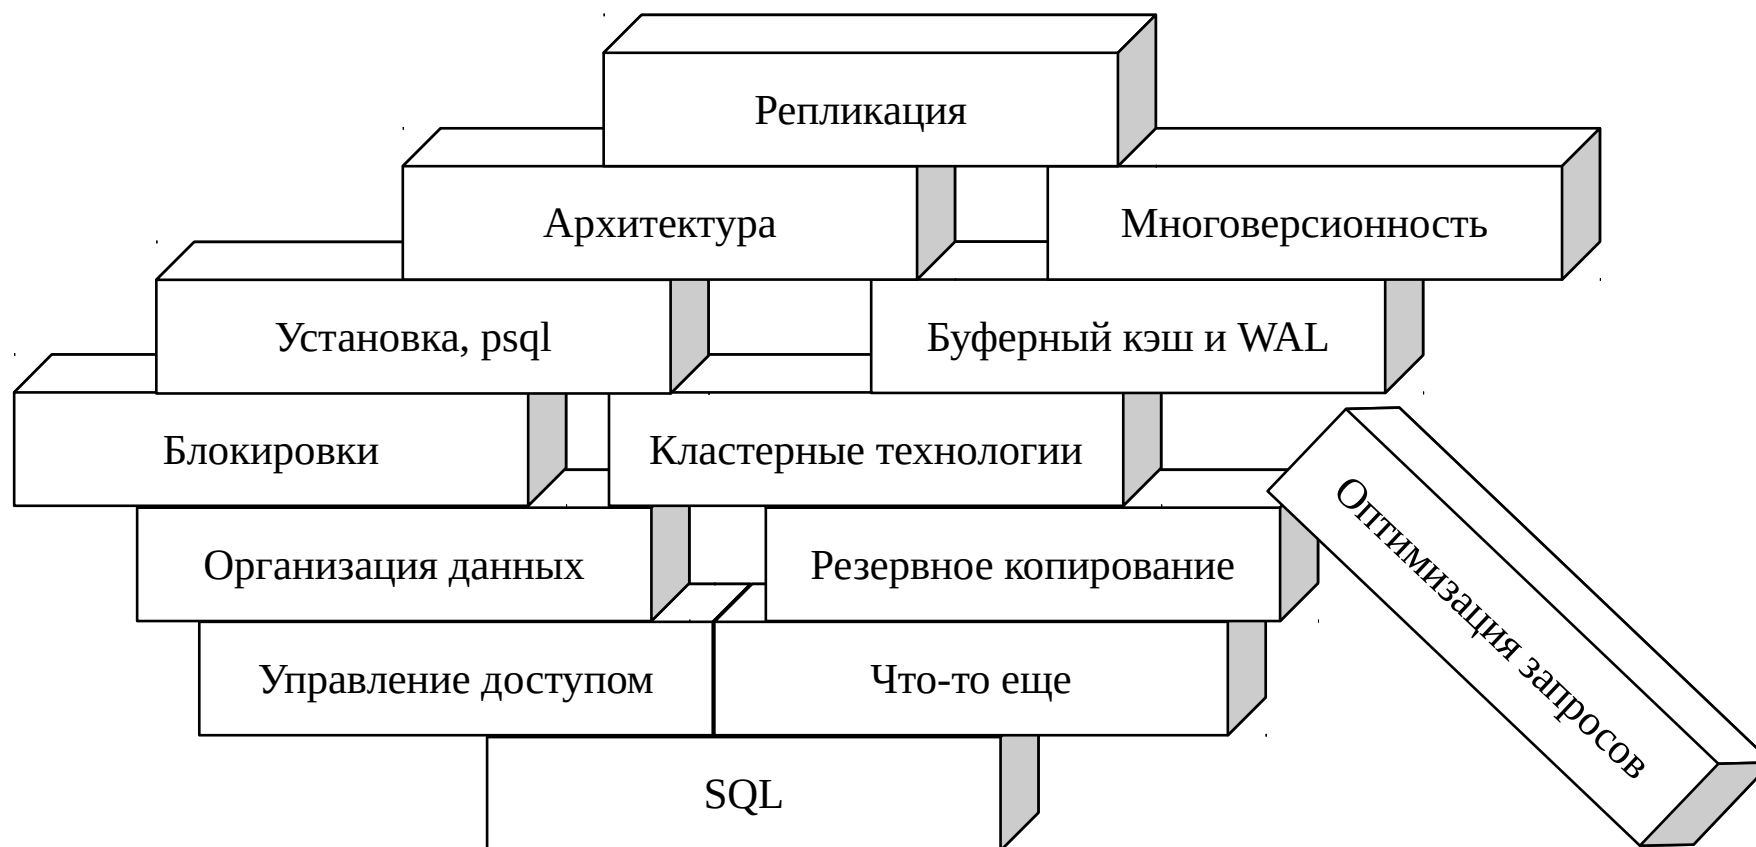 Репликация
Архитектура
Многоверсионность
Установка, psql
Буферный кэш и WAL
Блокировки
Кластерные технологии
Оптимизация запросов
Организация данных
Резервное копирование
Управление доступом
Что-то еще
SQL